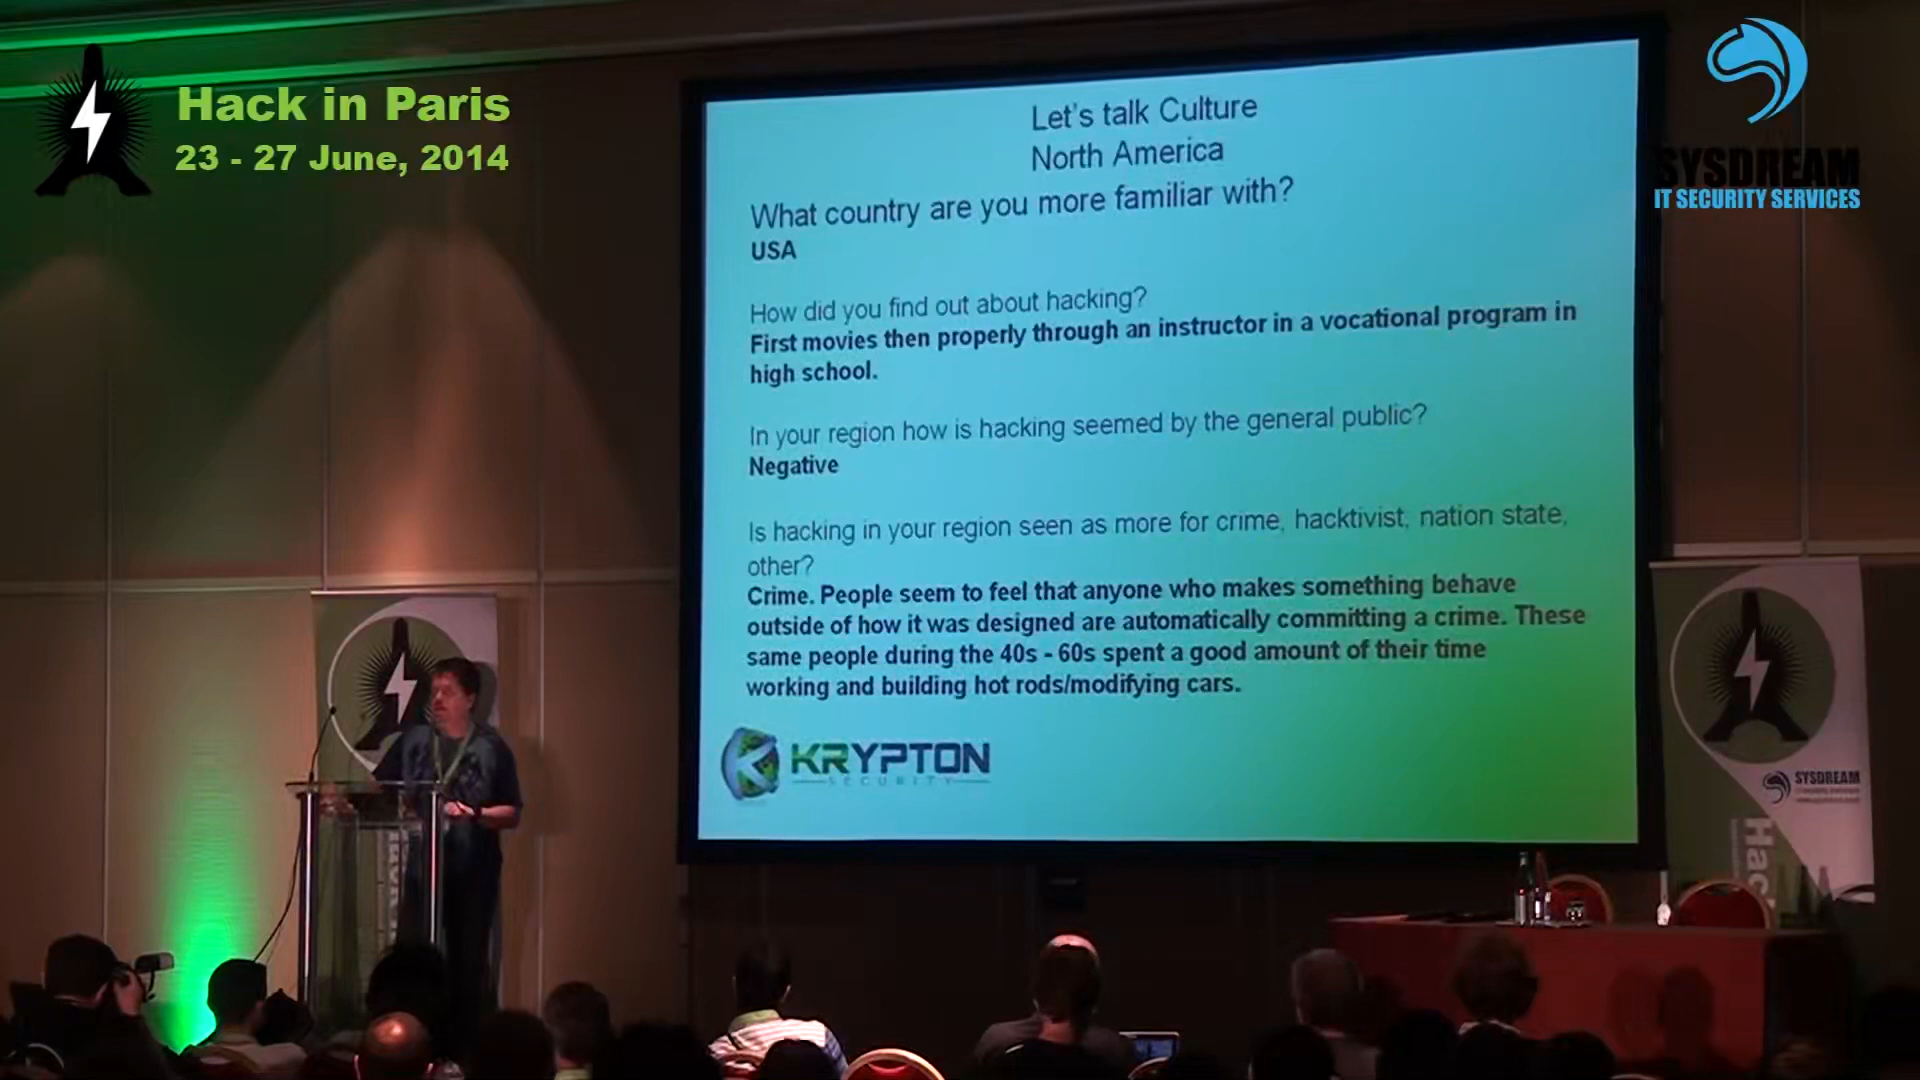 Hack in Paris
23 - 27 June, 2014
SYSDREAM
IT SECURITY SERVICES
Let's talk Culture
North America
What country are you more familiar with?
USA
How did you find out about hacking?
First movies then properly through an instructor in a vocational program in
high school.
In your region how is hacking seemed by the general public?
Negative
Is hacking in your region seen as more for crime, hacktivist, nation state,
other?
Crime. People seem to feel that anyone who makes something behave
outside of how it was designed are automatically committing a crime. These
same people during the 40s - 60s spent a good amount of their time
working and building hot rods/modifying cars.
KRYPTON
SECURITY
SYSDREAM
Hac